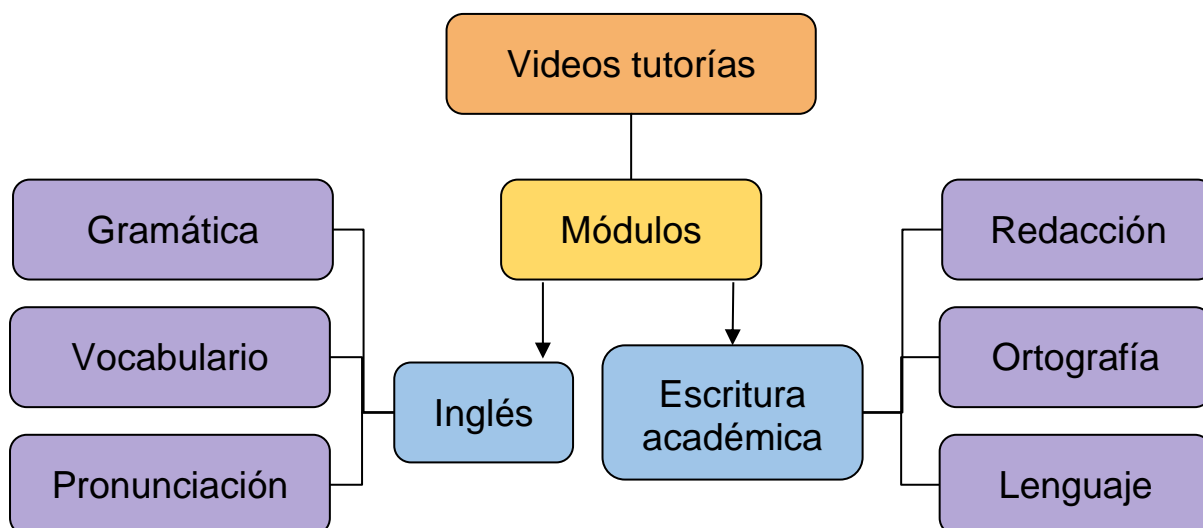 Videos tutorías
Módulos
Gramática
Vocabulario
Pronunciación
Inglés
Escritura
académica
Redacción
Ortografía
Lenguaje